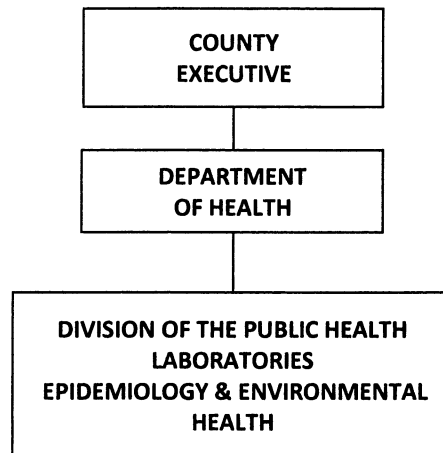 COUNTY
EXECUTIVE
DEPARTMENT
OF HEALTH
DIVISION OF THE PUBLIC HEALTH
LABORATORIES
EPIDEMIOLOGY & ENVIRONMENTAL
HEALTH